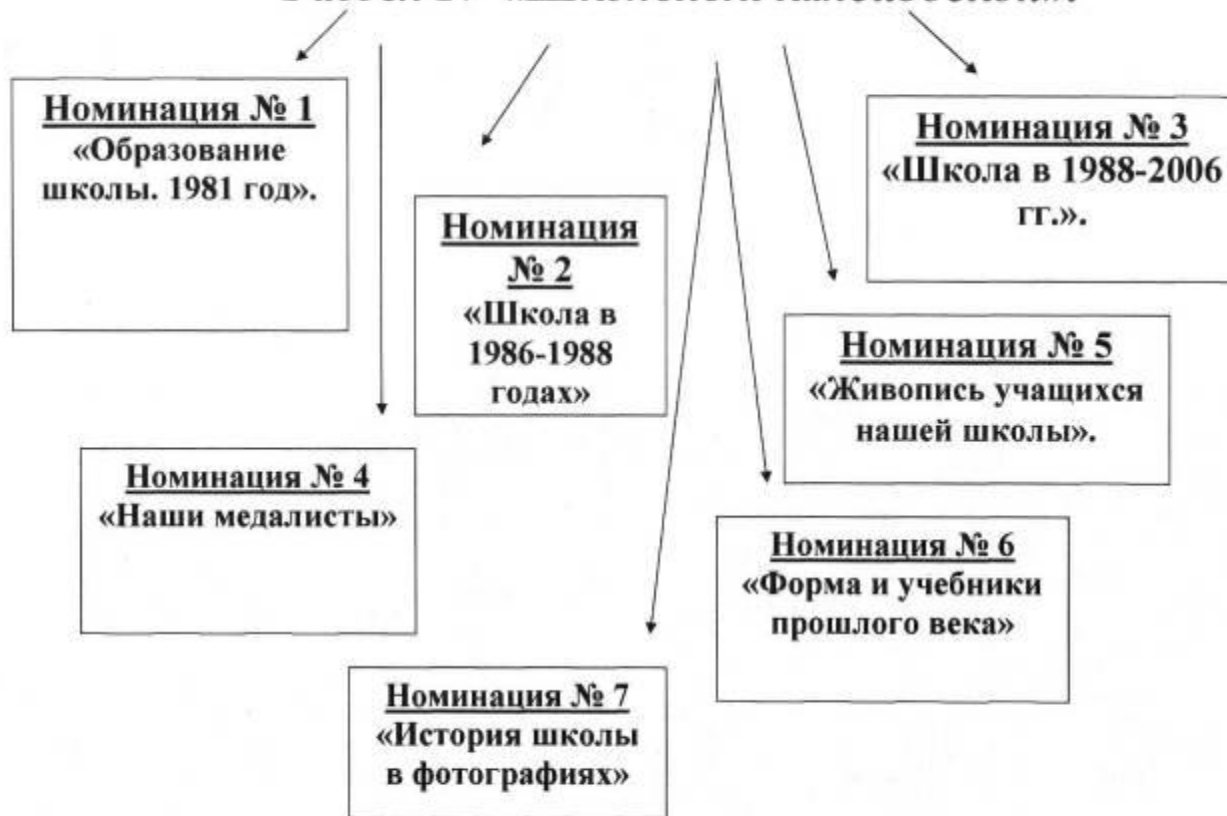 Номинация № 1
«Образование
школы. 1981 год».
Номинация
№ 2
«Школа в
1986-1988
годах»
Номинация № 3
«Школа в 1988-2006
гг.».
Номинация № 4
«Наши медалисты»
Номинация № 5
«Живопись учащихся
нашей школы».
Номинация № 6
«Форма и учебники
прошлого века»
Номинация № 7
«История школы
в фотографиях»